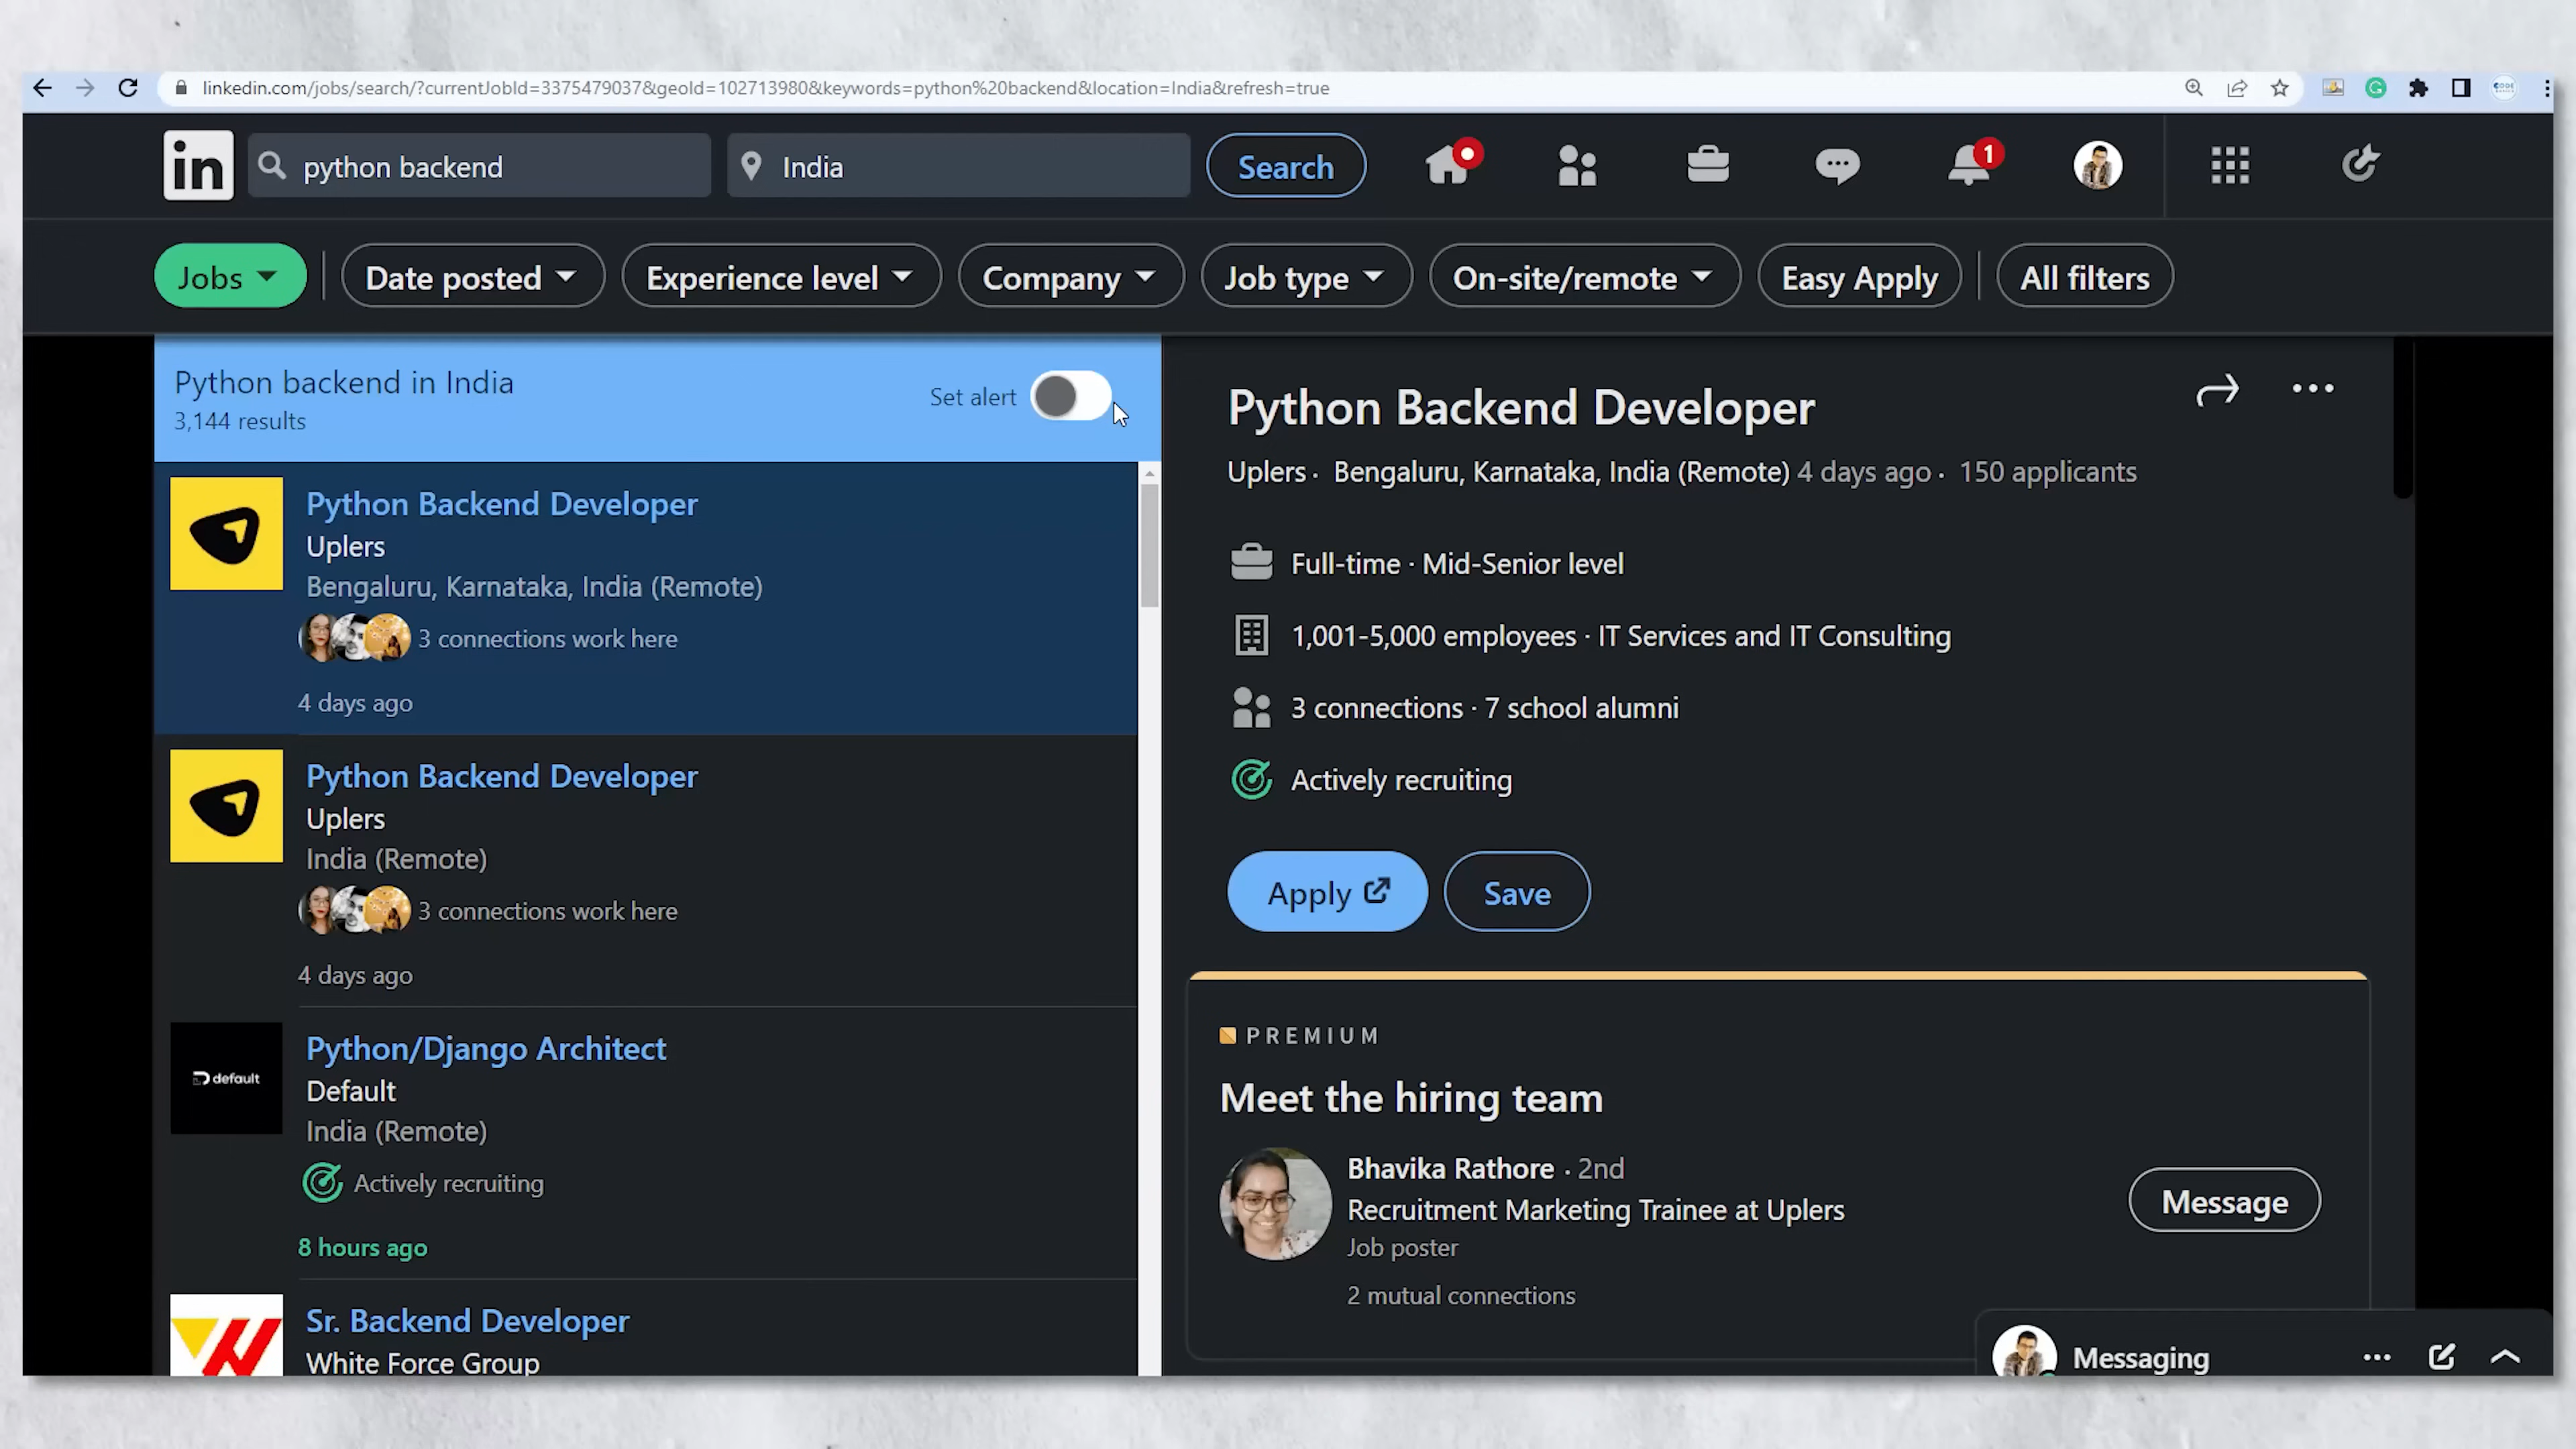 linkedin.com/jobs/search/?currentJobId=3375479037&geoId=102713980&keywords=python%20backend&location=India&refresh=true
in
python backend
India
Search
1
Jobs
Date posted
Experience level
Company
Job type
On-site/remote
Easy Apply
All filters
Python backend in India
3,144 results
Set alert
Python Backend Developer
Uplers
Bengaluru, Karnataka, India (Remote)
3 connections work here
4 days ago
Python Backend Developer
Uplers
India (Remote)
3 connections work here
4 days ago
default
Python/Django Architect
Default
India (Remote)
Actively recruiting
8 hours ago
Sr. Backend Developer
White Force Group
Python Backend Developer
Uplers · Bengaluru, Karnataka, India (Remote) 4 days ago · 150 applicants
Full-time · Mid-Senior level
1,001-5,000 employees · IT Services and IT Consulting
3 connections · 7 school alumni
Actively recruiting
Apply
Save
PREMIUM
Meet the hiring team
Bhavika Rathore · 2nd
Recruitment Marketing Trainee at Uplers
Job poster
2 mutual connections
Message
Messaging